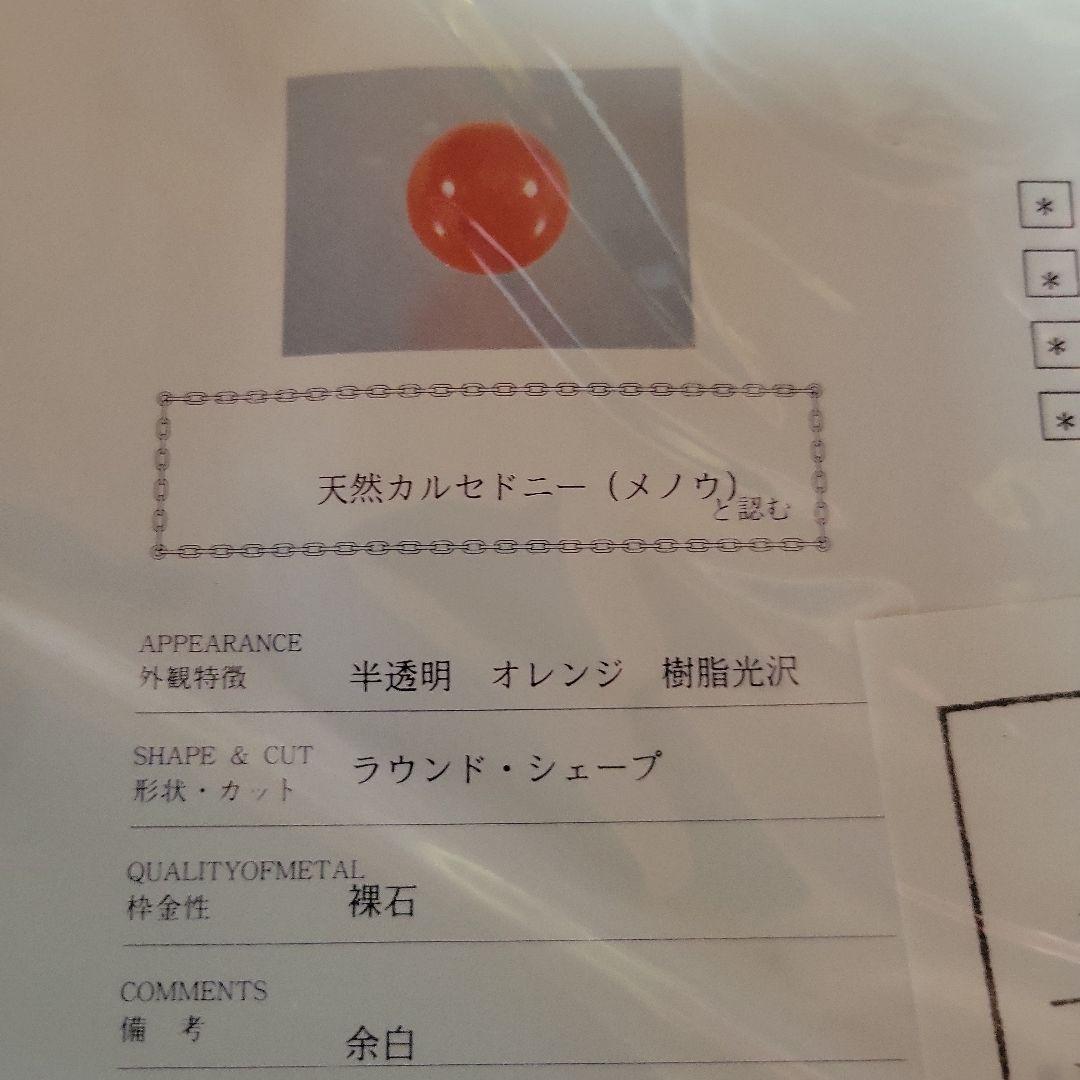 *
*
*
*
天然カルセドニー（メノウ）
と認む
APPEARANCE
外観特徴 半透明 オレンジ 樹脂光沢
SHAPE & CUT
形状・カット ラウンド・シェープ
QUALITYOFMETAL
枠金性 裸石
COMMENTS
備 考 余白